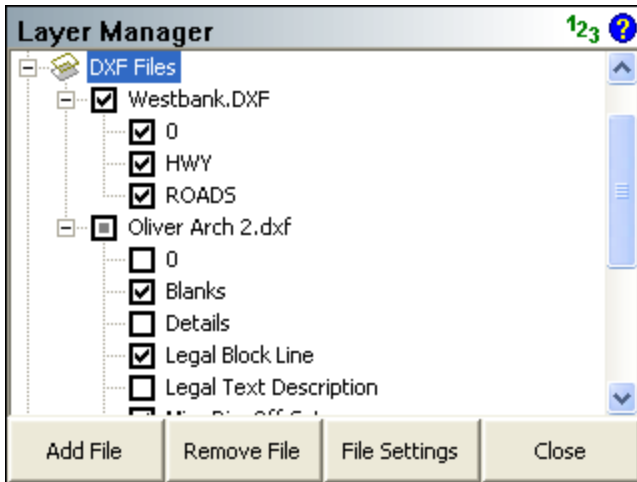 Layer Manager 123 ?
DXF Files
Westbank.DXF
0
HWY
ROADS
Oliver Arch 2.dxf
0
Blanks
Details
Legal Block Line
Legal Text Description
Add File Remove File File Settings Close